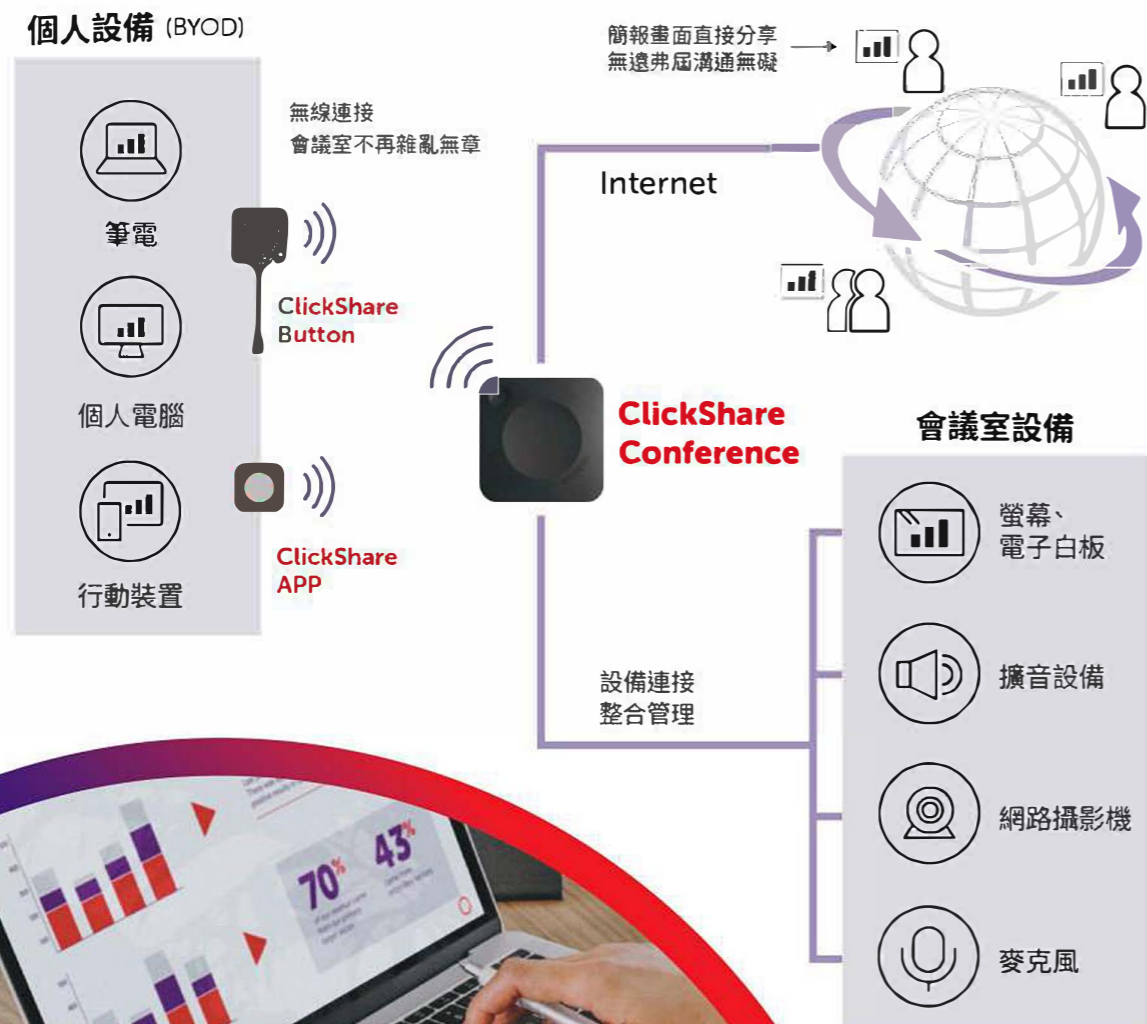 個人設備 (BYOD)
筆電
個人電腦
行動裝置
無線連接
會議室不再雜亂無章
ClickShare
Button
ClickShare
APP
簡報畫面直接分享
無遠弗屆溝通無礙
Internet
ClickShare
Conference
設備連接
整合管理
會議室設備
螢幕、
電子白板
擴音設備
網路攝影機
麥克風
70%
43%